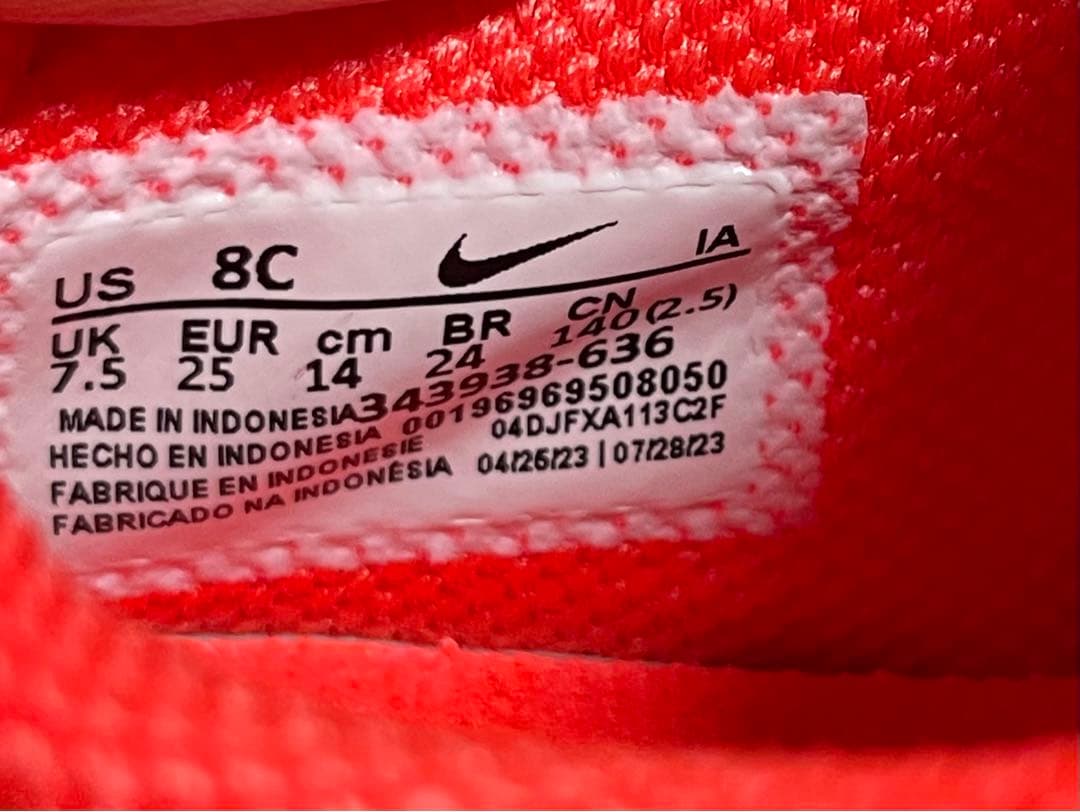 US 8C IA
UK EUR cm BR CN
7.5 25 14 24 140(2.5)
MADE IN INDONESIA 343938-636
HECHO EN INDONESIA 00196969508050
FABRIQUE EN INDONESIE 04DJFXA113C2F
FABRICADO NA INDONÉSIA 04/26/23 | 07/28/23